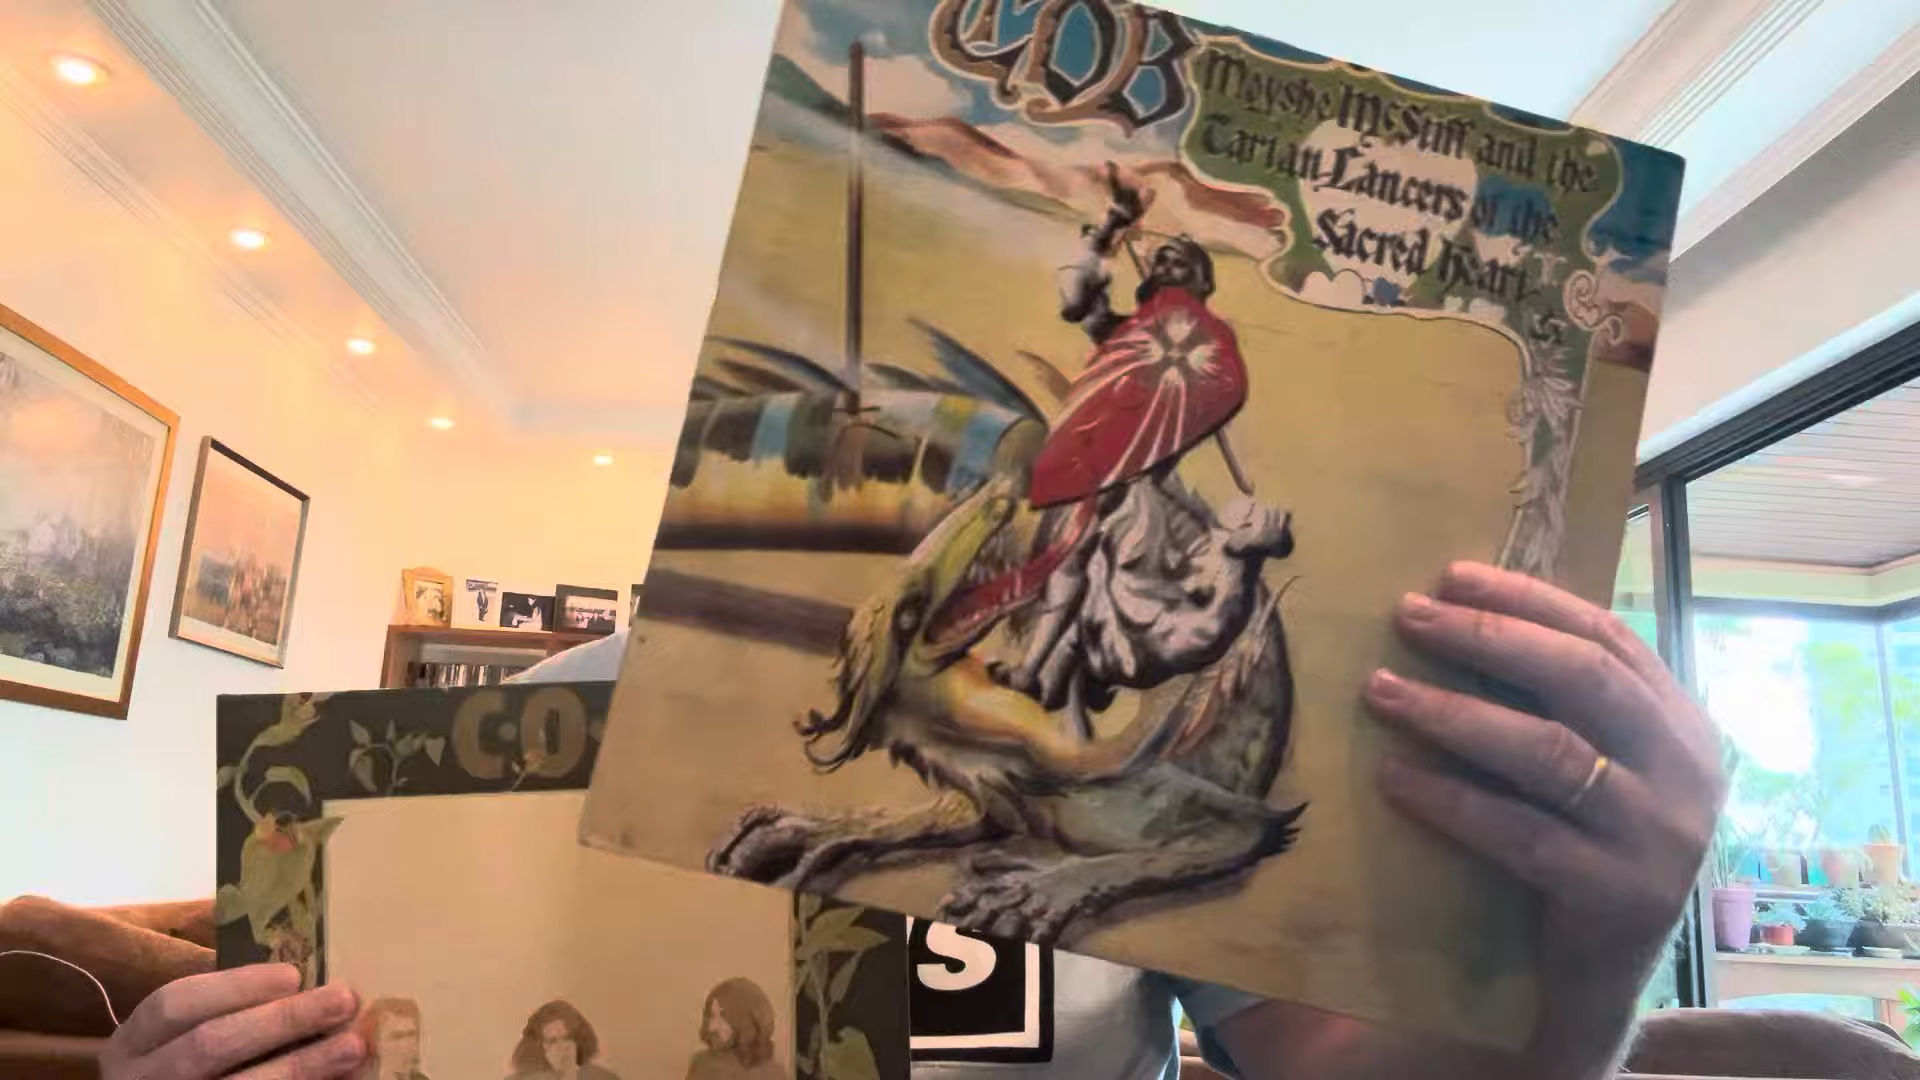 COB
Moyshe McStiff and the
Tartan Lancers of the
Sacred Heart
C·O
S